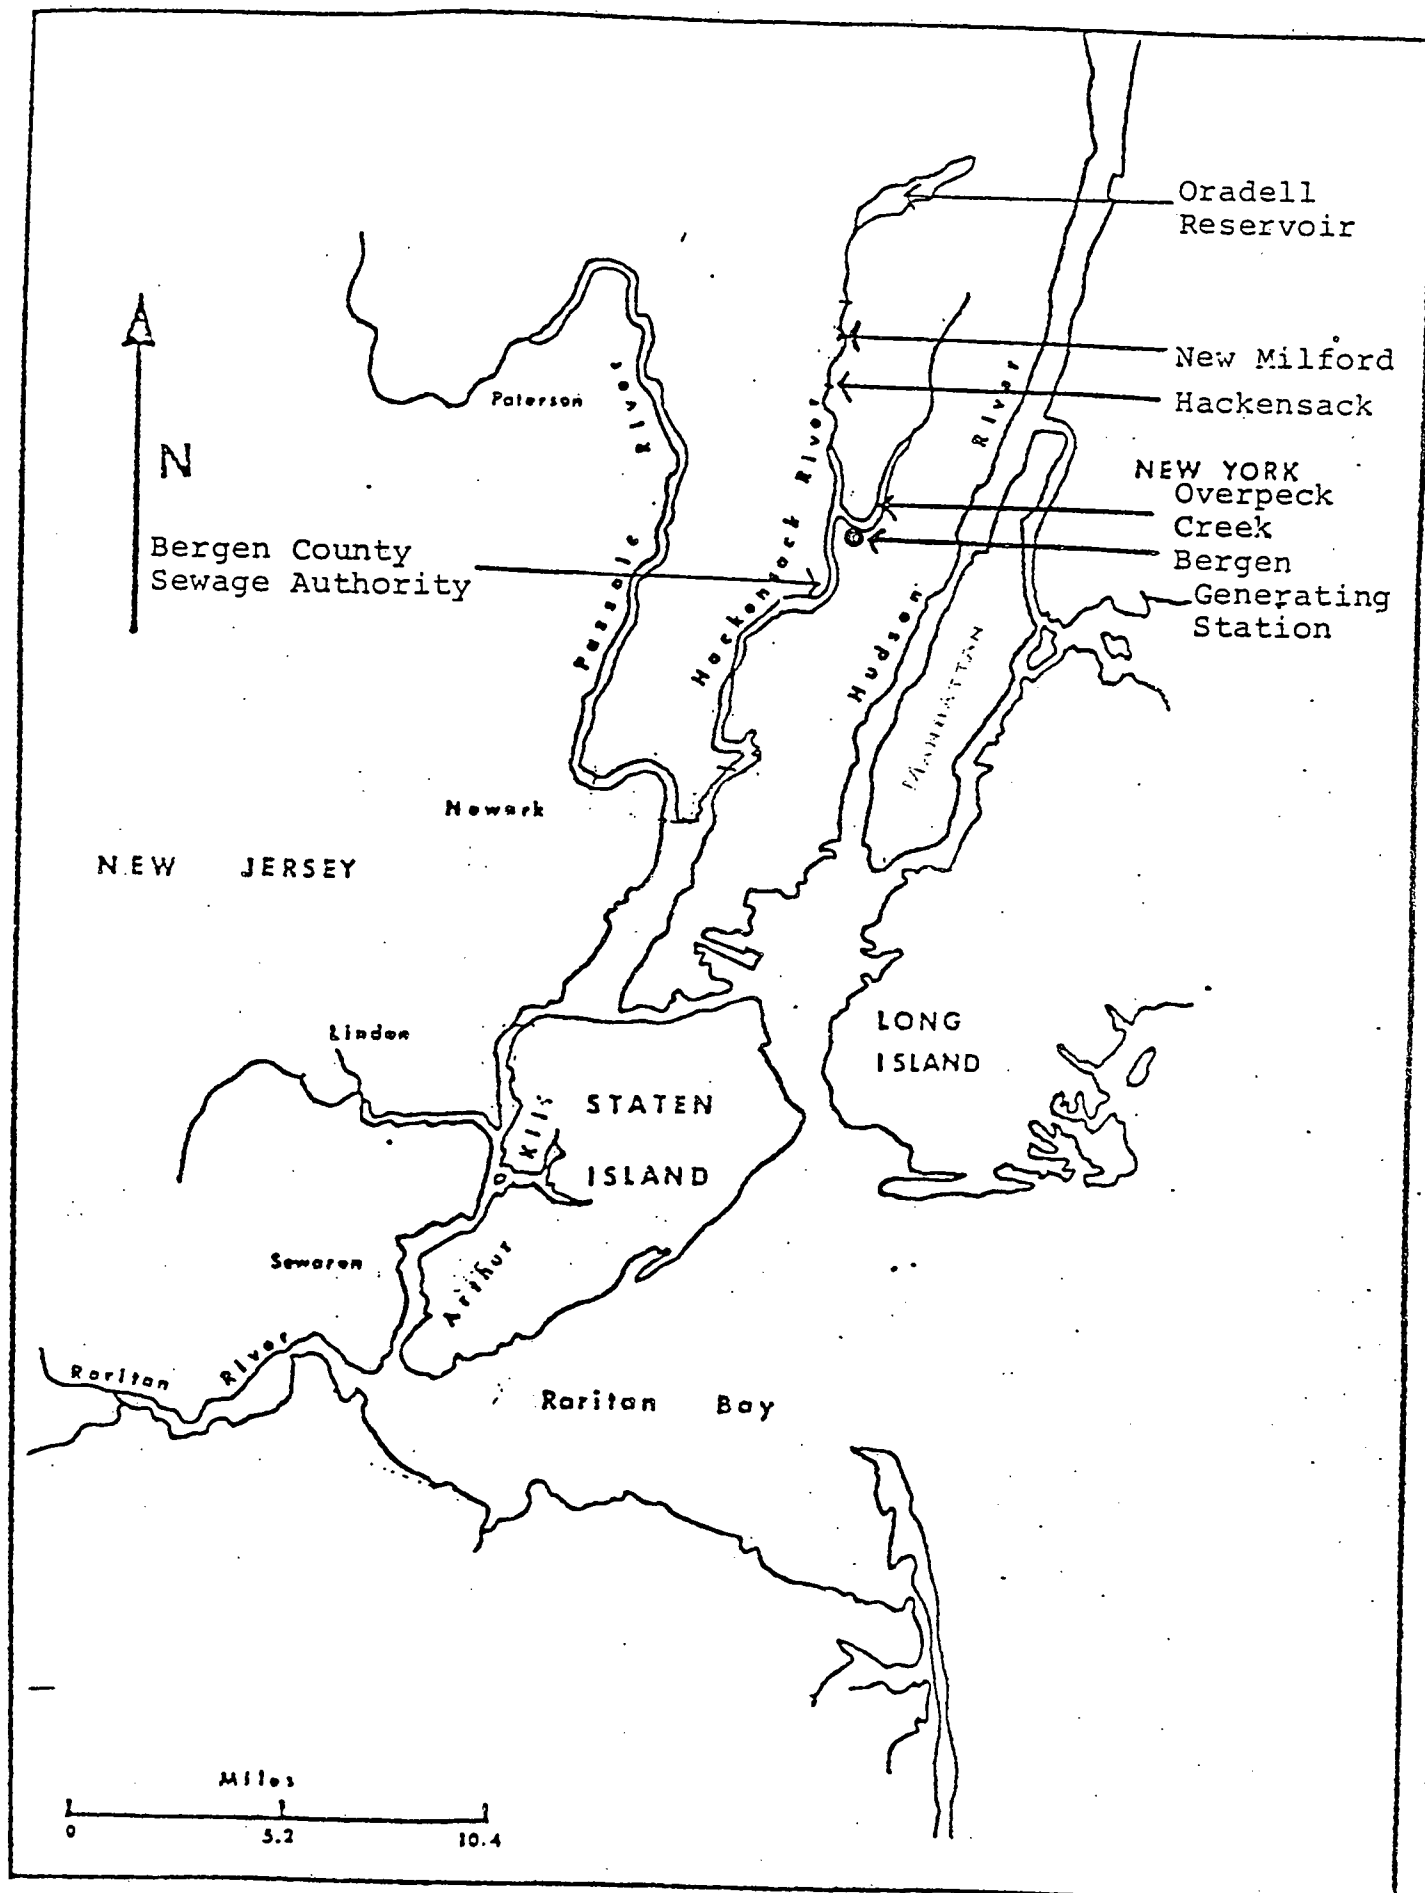 Oradell
Reservoir
New Milford
Hackensack
Paterson
River
River
N
NEW YORK
Overpeck
Creek
Bergen
Generating
Station
Bergen County
Sewage Authority
Passaic
Hackensack River
Hudson
MANHATTAN
Newark
NEW JERSEY
Linden
LONG
ISLAND
STATEN
ISLAND
Kills
Arthur
Sewaren
Raritan River
Raritan Bay
Miles
0 5.2 10.4